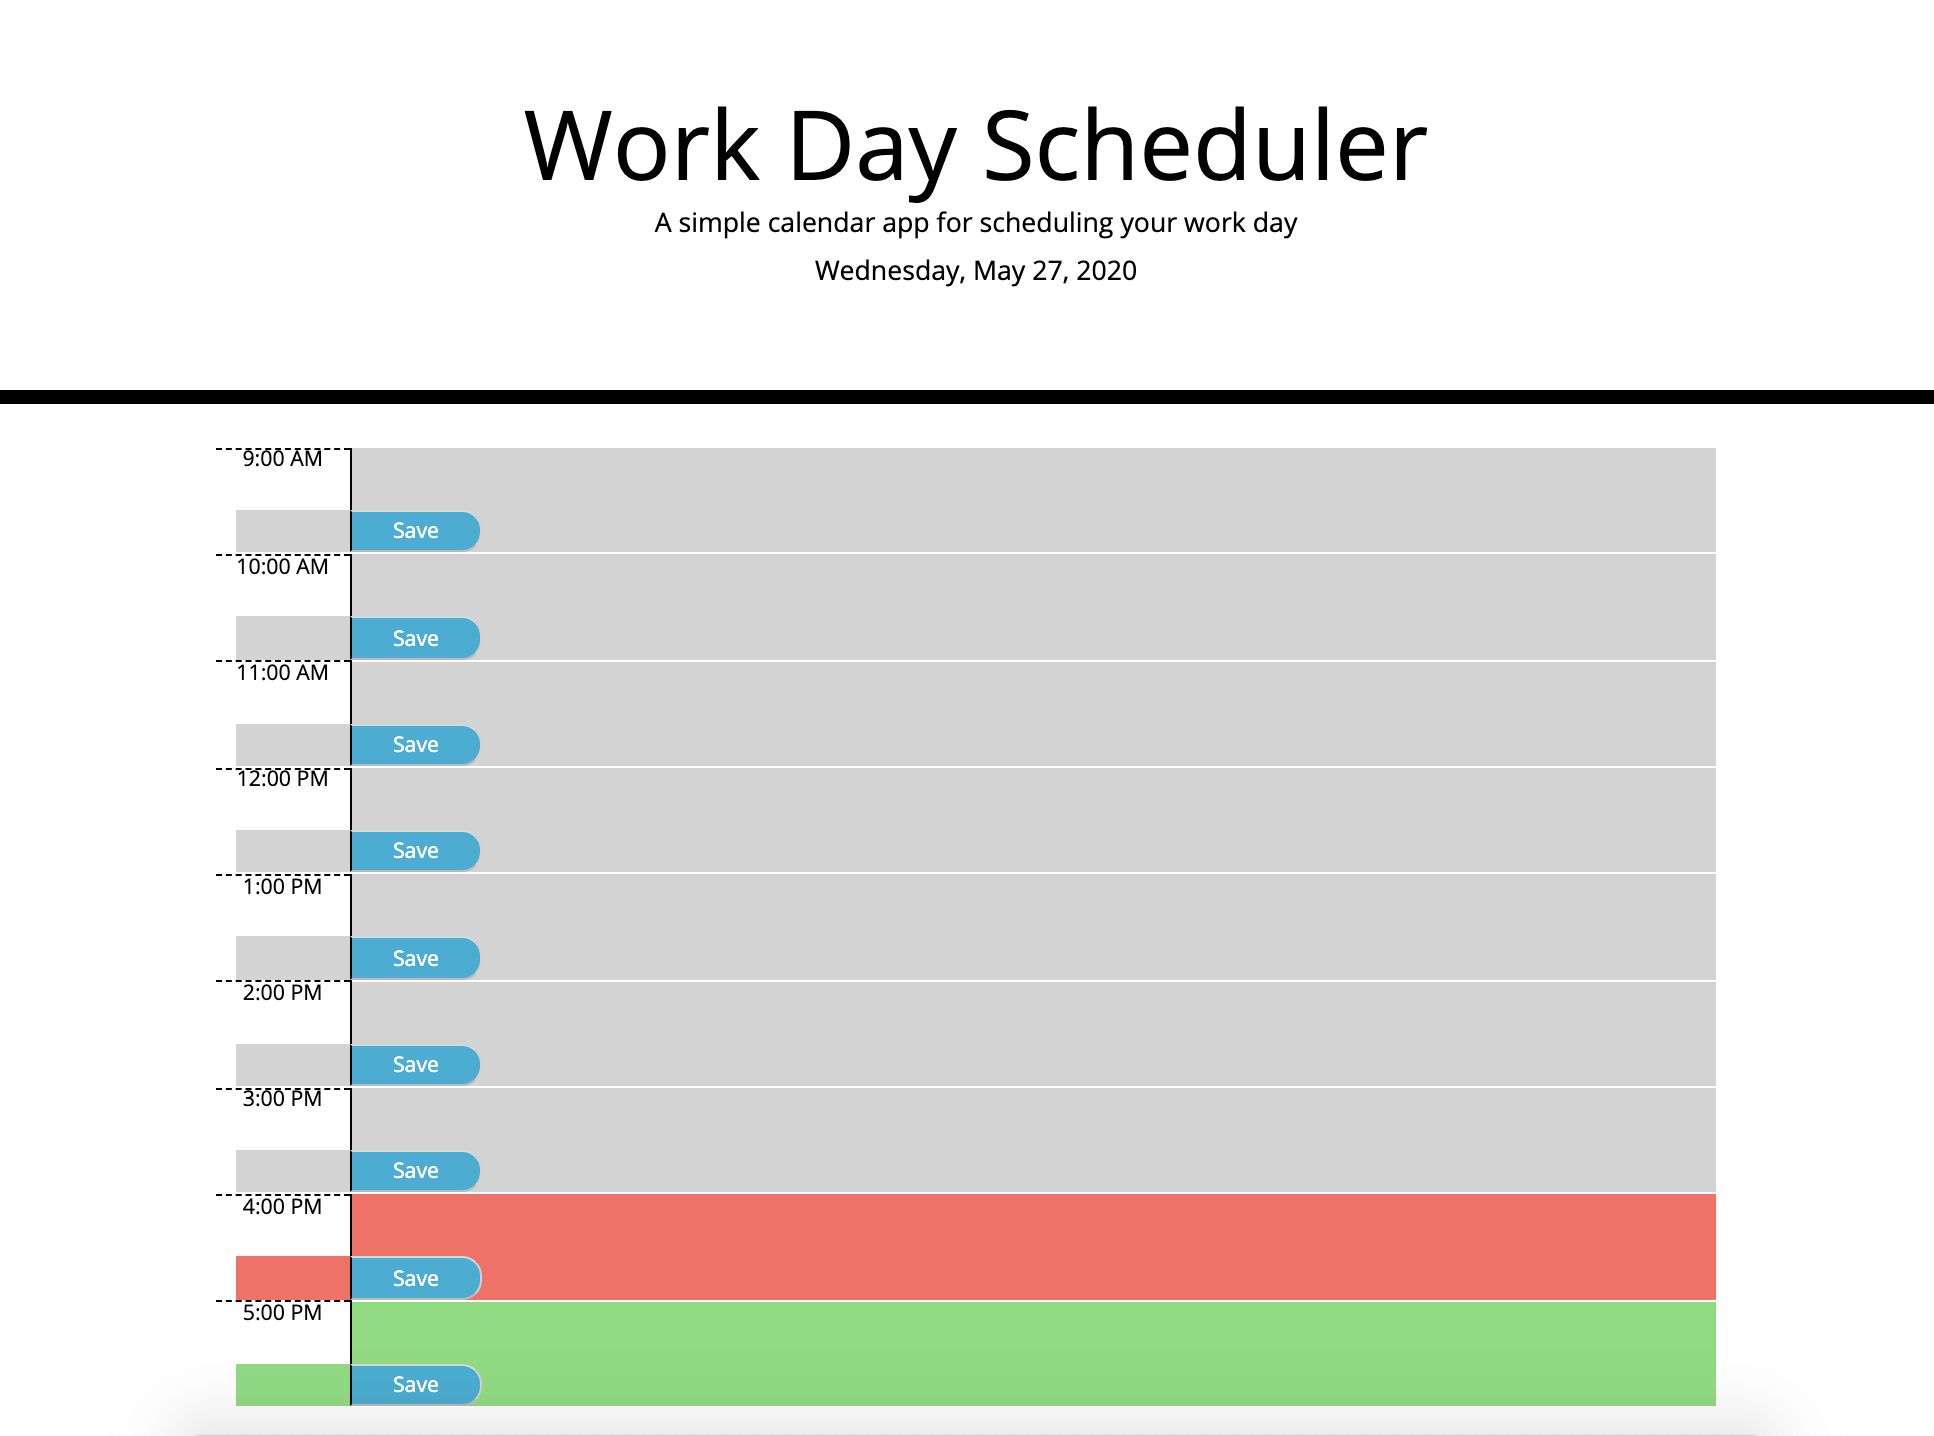 Work Day Scheduler
A simple calendar app for scheduling your work day
Wednesday, May 27, 2020
9:00 AM
Save
10:00 AM
Save
11:00 AM
Save
12:00 PM
Save
1:00 PM
Save
2:00 PM
Save
3:00 PM
Save
4:00 PM
Save
5:00 PM
Save